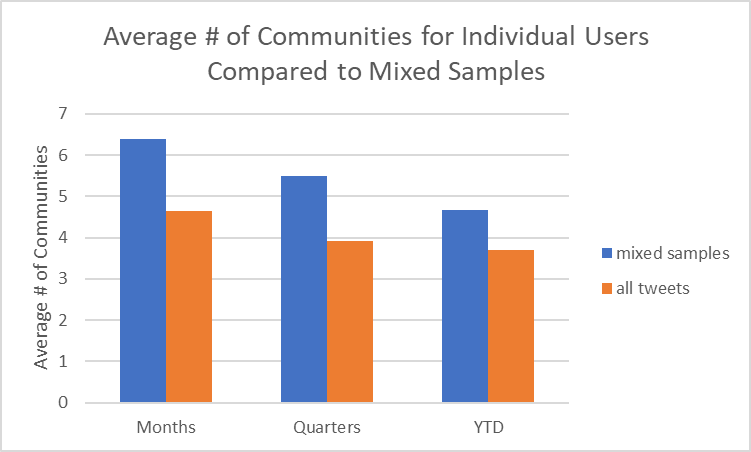 Average # of Communities for Individual Users
Compared to Mixed Samples
Average # of Communities
7
6
5
4
3
2
1
0
Months Quarters YTD
mixed samples
all tweets